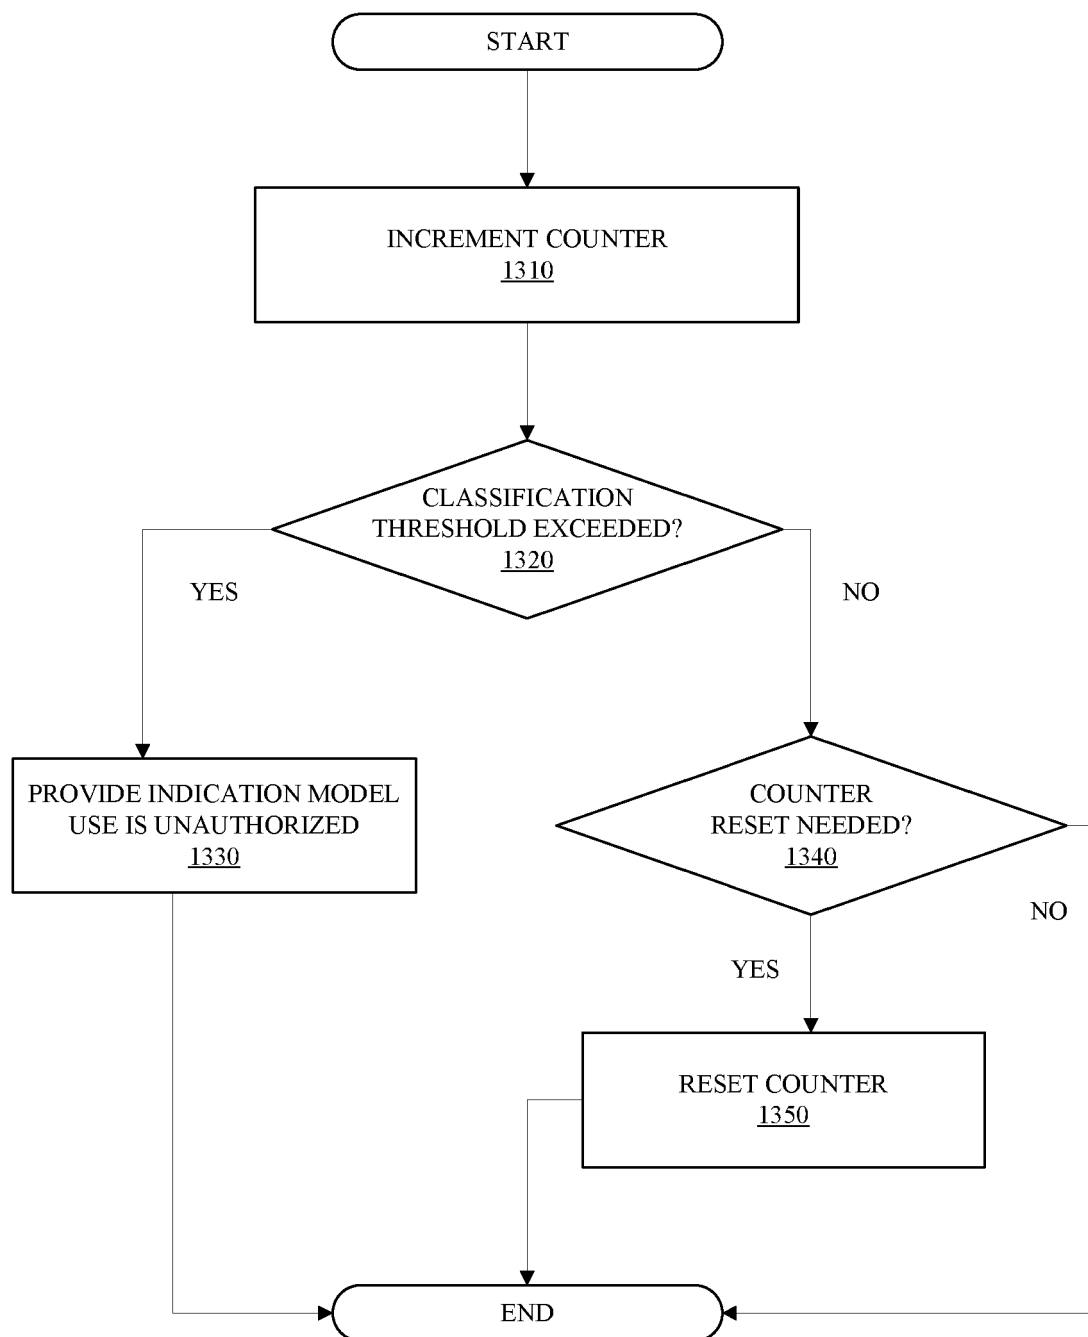 START
INCREMENT COUNTER
1310
CLASSIFICATION
THRESHOLD EXCEEDED?
1320
YES
NO
PROVIDE INDICATION MODEL
USE IS UNAUTHORIZED
1330
COUNTER
RESET NEEDED?
1340
NO
YES
RESET COUNTER
1350
END